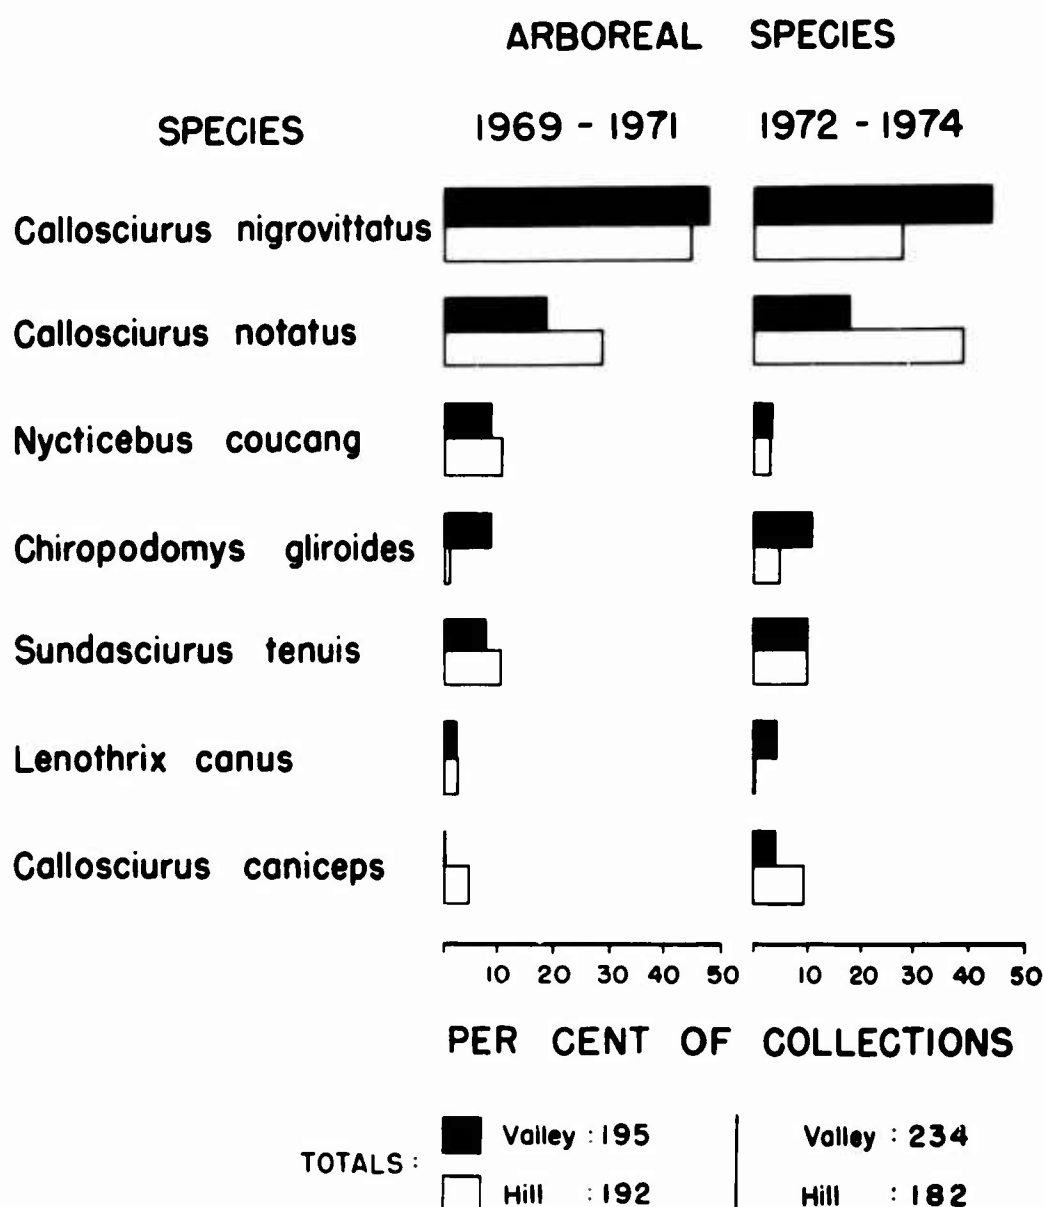 ARBOREAL SPECIES
SPECIES 1969 - 1971 1972 - 1974
Callosciurus nigrovittatus
Callosciurus notatus
Nycticebus coucang
Chiropodomys gliroides
Sundasciurus tenuis
Lenothrix canus
Callosciurus caniceps
10 20 30 40 50 10 20 30 40 50
PER CENT OF COLLECTIONS
Valley : 195 Valley : 234
TOTALS :
Hill : 192 Hill : 182